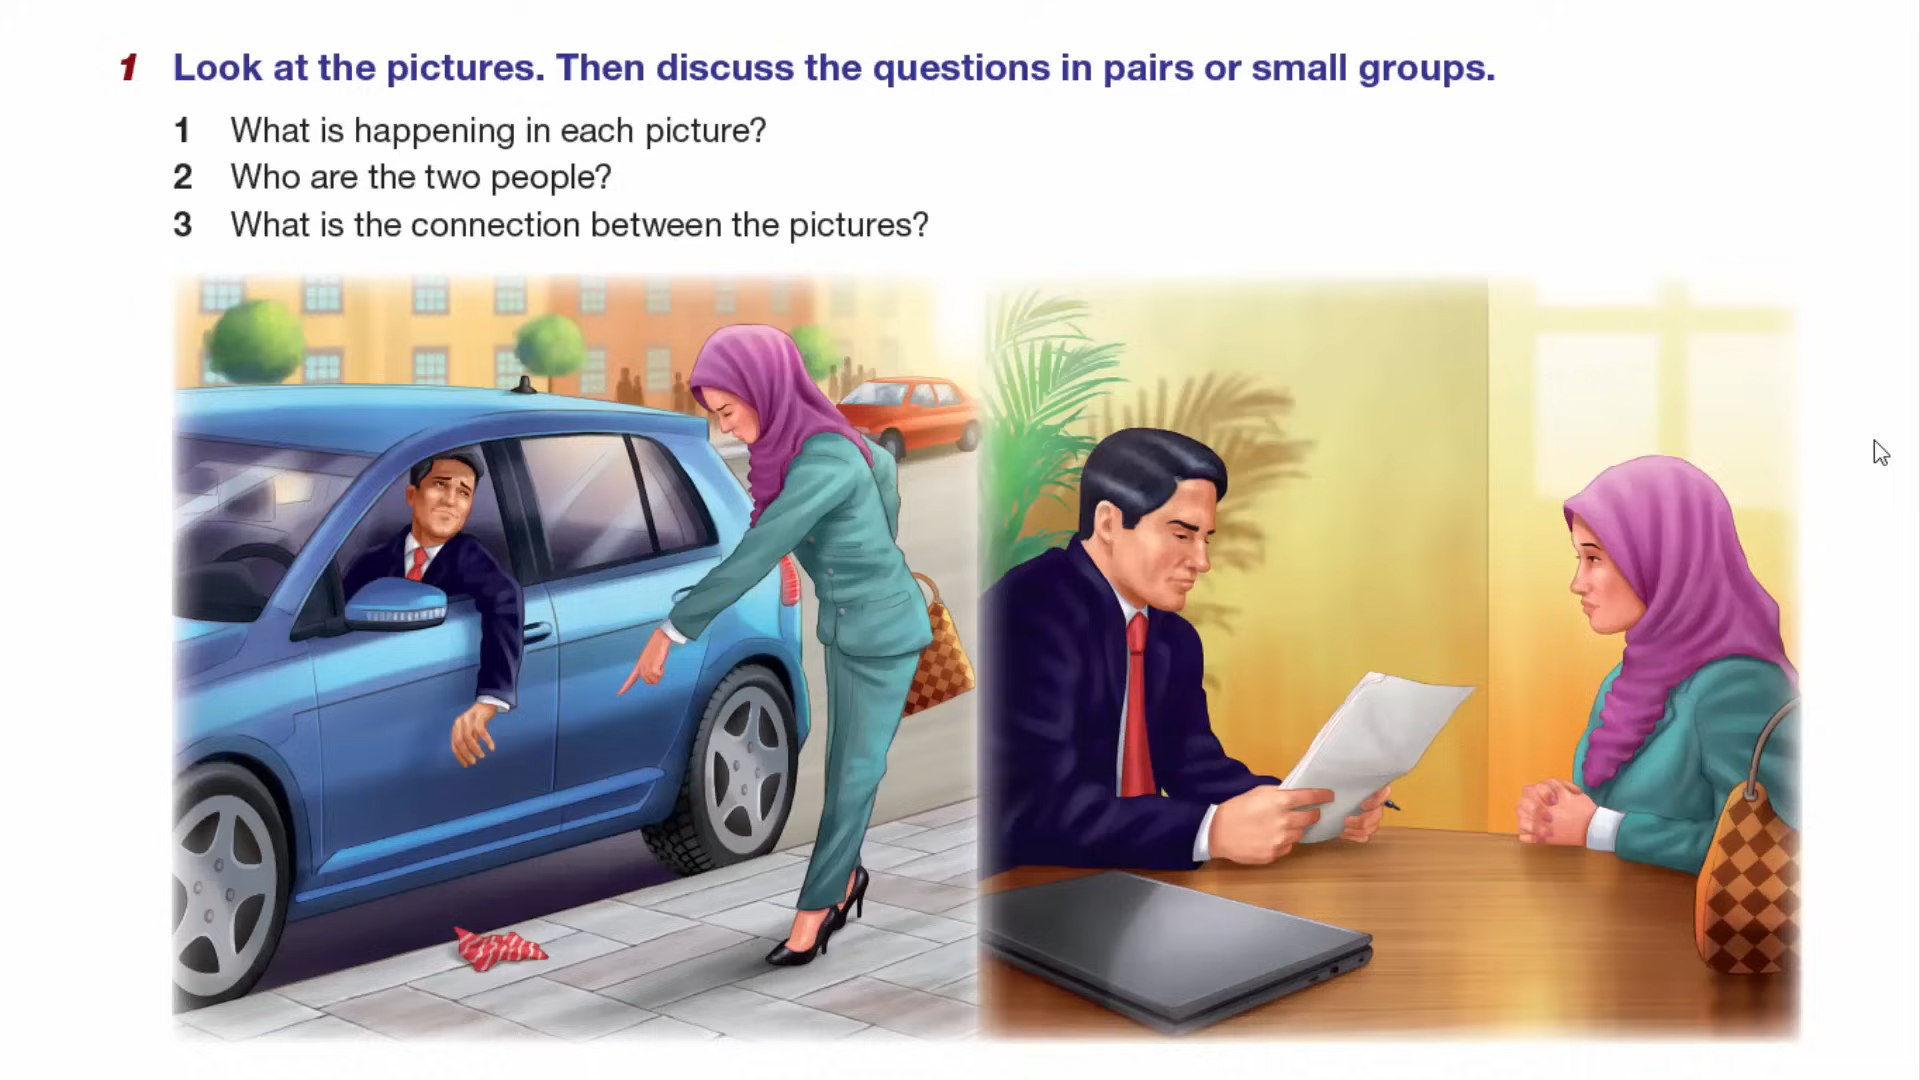 1 Look at the pictures. Then discuss the questions in pairs or small groups.
1 What is happening in each picture?
2 Who are the two people?
3 What is the connection between the pictures?